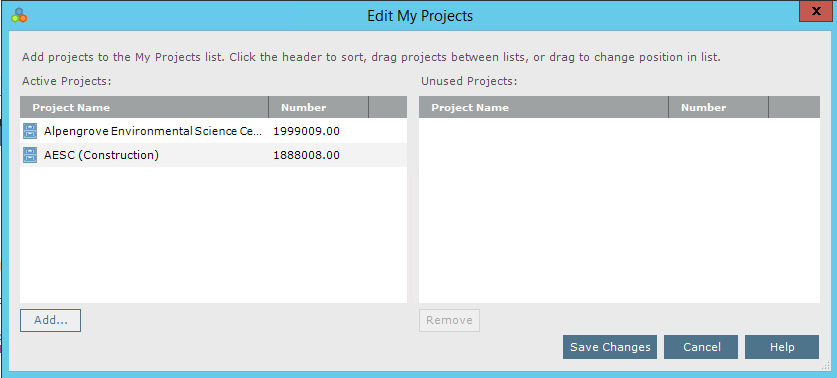 Edit My Projects
x
Add projects to the My Projects list. Click the header to sort, drag projects between lists, or drag to change position in list.
Active Projects:
Unused Projects:
Project Name Number
Project Name Number
Alpengrove Environmental Science Ce... 1999009.00
AESC (Construction) 1888008.00
Add...
Remove
Save Changes Cancel Help